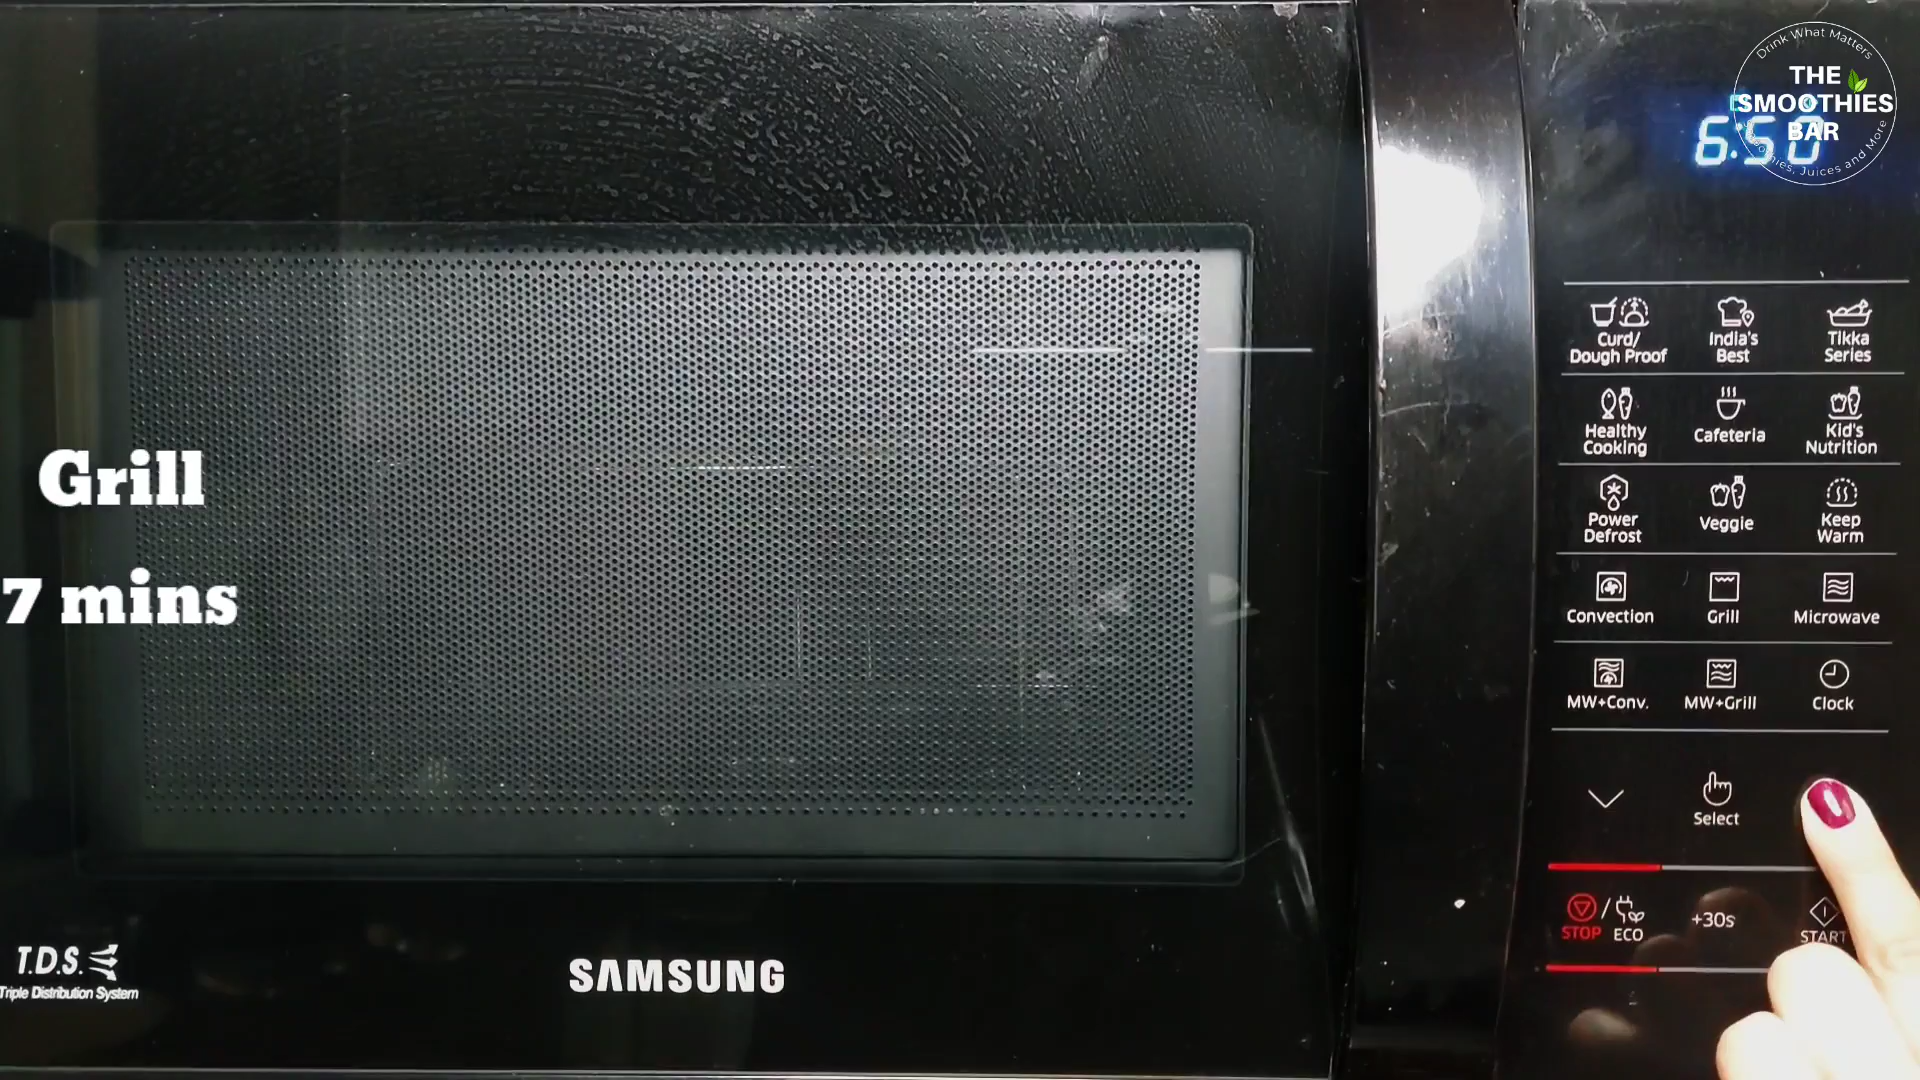 Drink What Matters
THE
SMOOTHIES
BAR
Juices and More
6:50
Curd/
Dough Proof
India's
Best
Tikka
Series
Healthy
Cooking
Cafeteria
Kid's
Nutrition
Power
Defrost
Veggie
Keep
Warm
Convection
Grill
Microwave
MW+Conv.
MW+Grill
Clock
Select
STOP
/
ECO
+30s
START
Grill
7 mins
T.D.S.
Triple Distribution System
SAMSUNG